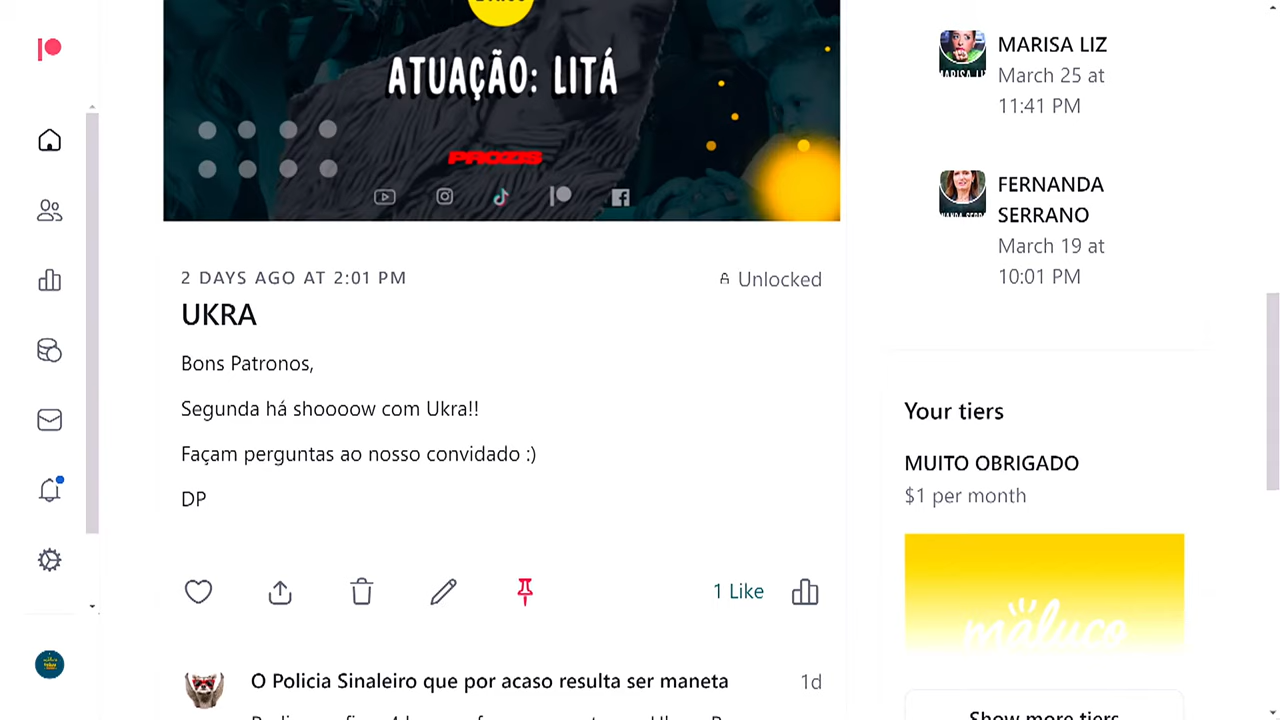 ATUAÇÃO: LITÁ
PROZIS
2 DAYS AGO AT 2:01 PM
Unlocked
UKRA
Bons Patronos,
Segunda há shoooow com Ukra!!
Façam perguntas ao nosso convidado :)
DP
1 Like
O Policia Sinaleiro que por acaso resulta ser maneta
1d
MARISA LIZ
March 25 at
11:41 PM
FERNANDA
SERRANO
March 19 at
10:01 PM
Your tiers
MUITO OBRIGADO
$1 per month
maluco
Show more tiers